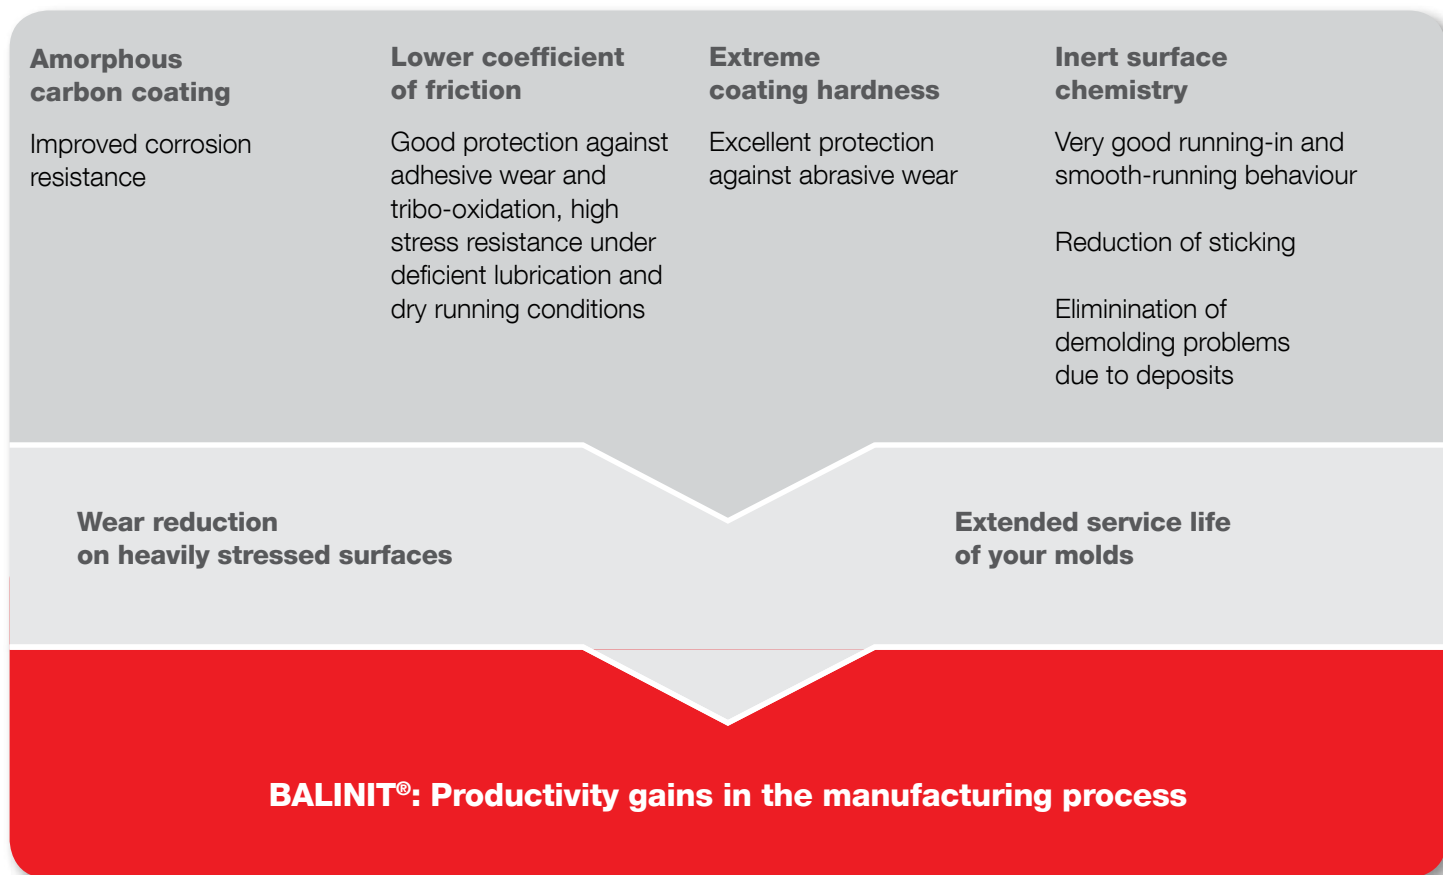 Amorphous
carbon coating
Improved corrosion
resistance
Lower coefficient
of friction
Good protection against
adhesive wear and
tribo-oxidation, high
stress resistance under
deficient lubrication and
dry running conditions
Extreme
coating hardness
Excellent protection
against abrasive wear
Inert surface
chemistry
Very good running-in and
smooth-running behaviour
Reduction of sticking
Eliminination of
demolding problems
due to deposits
Wear reduction
on heavily stressed surfaces
Extended service life
of your molds
BALINIT®: Productivity gains in the manufacturing process